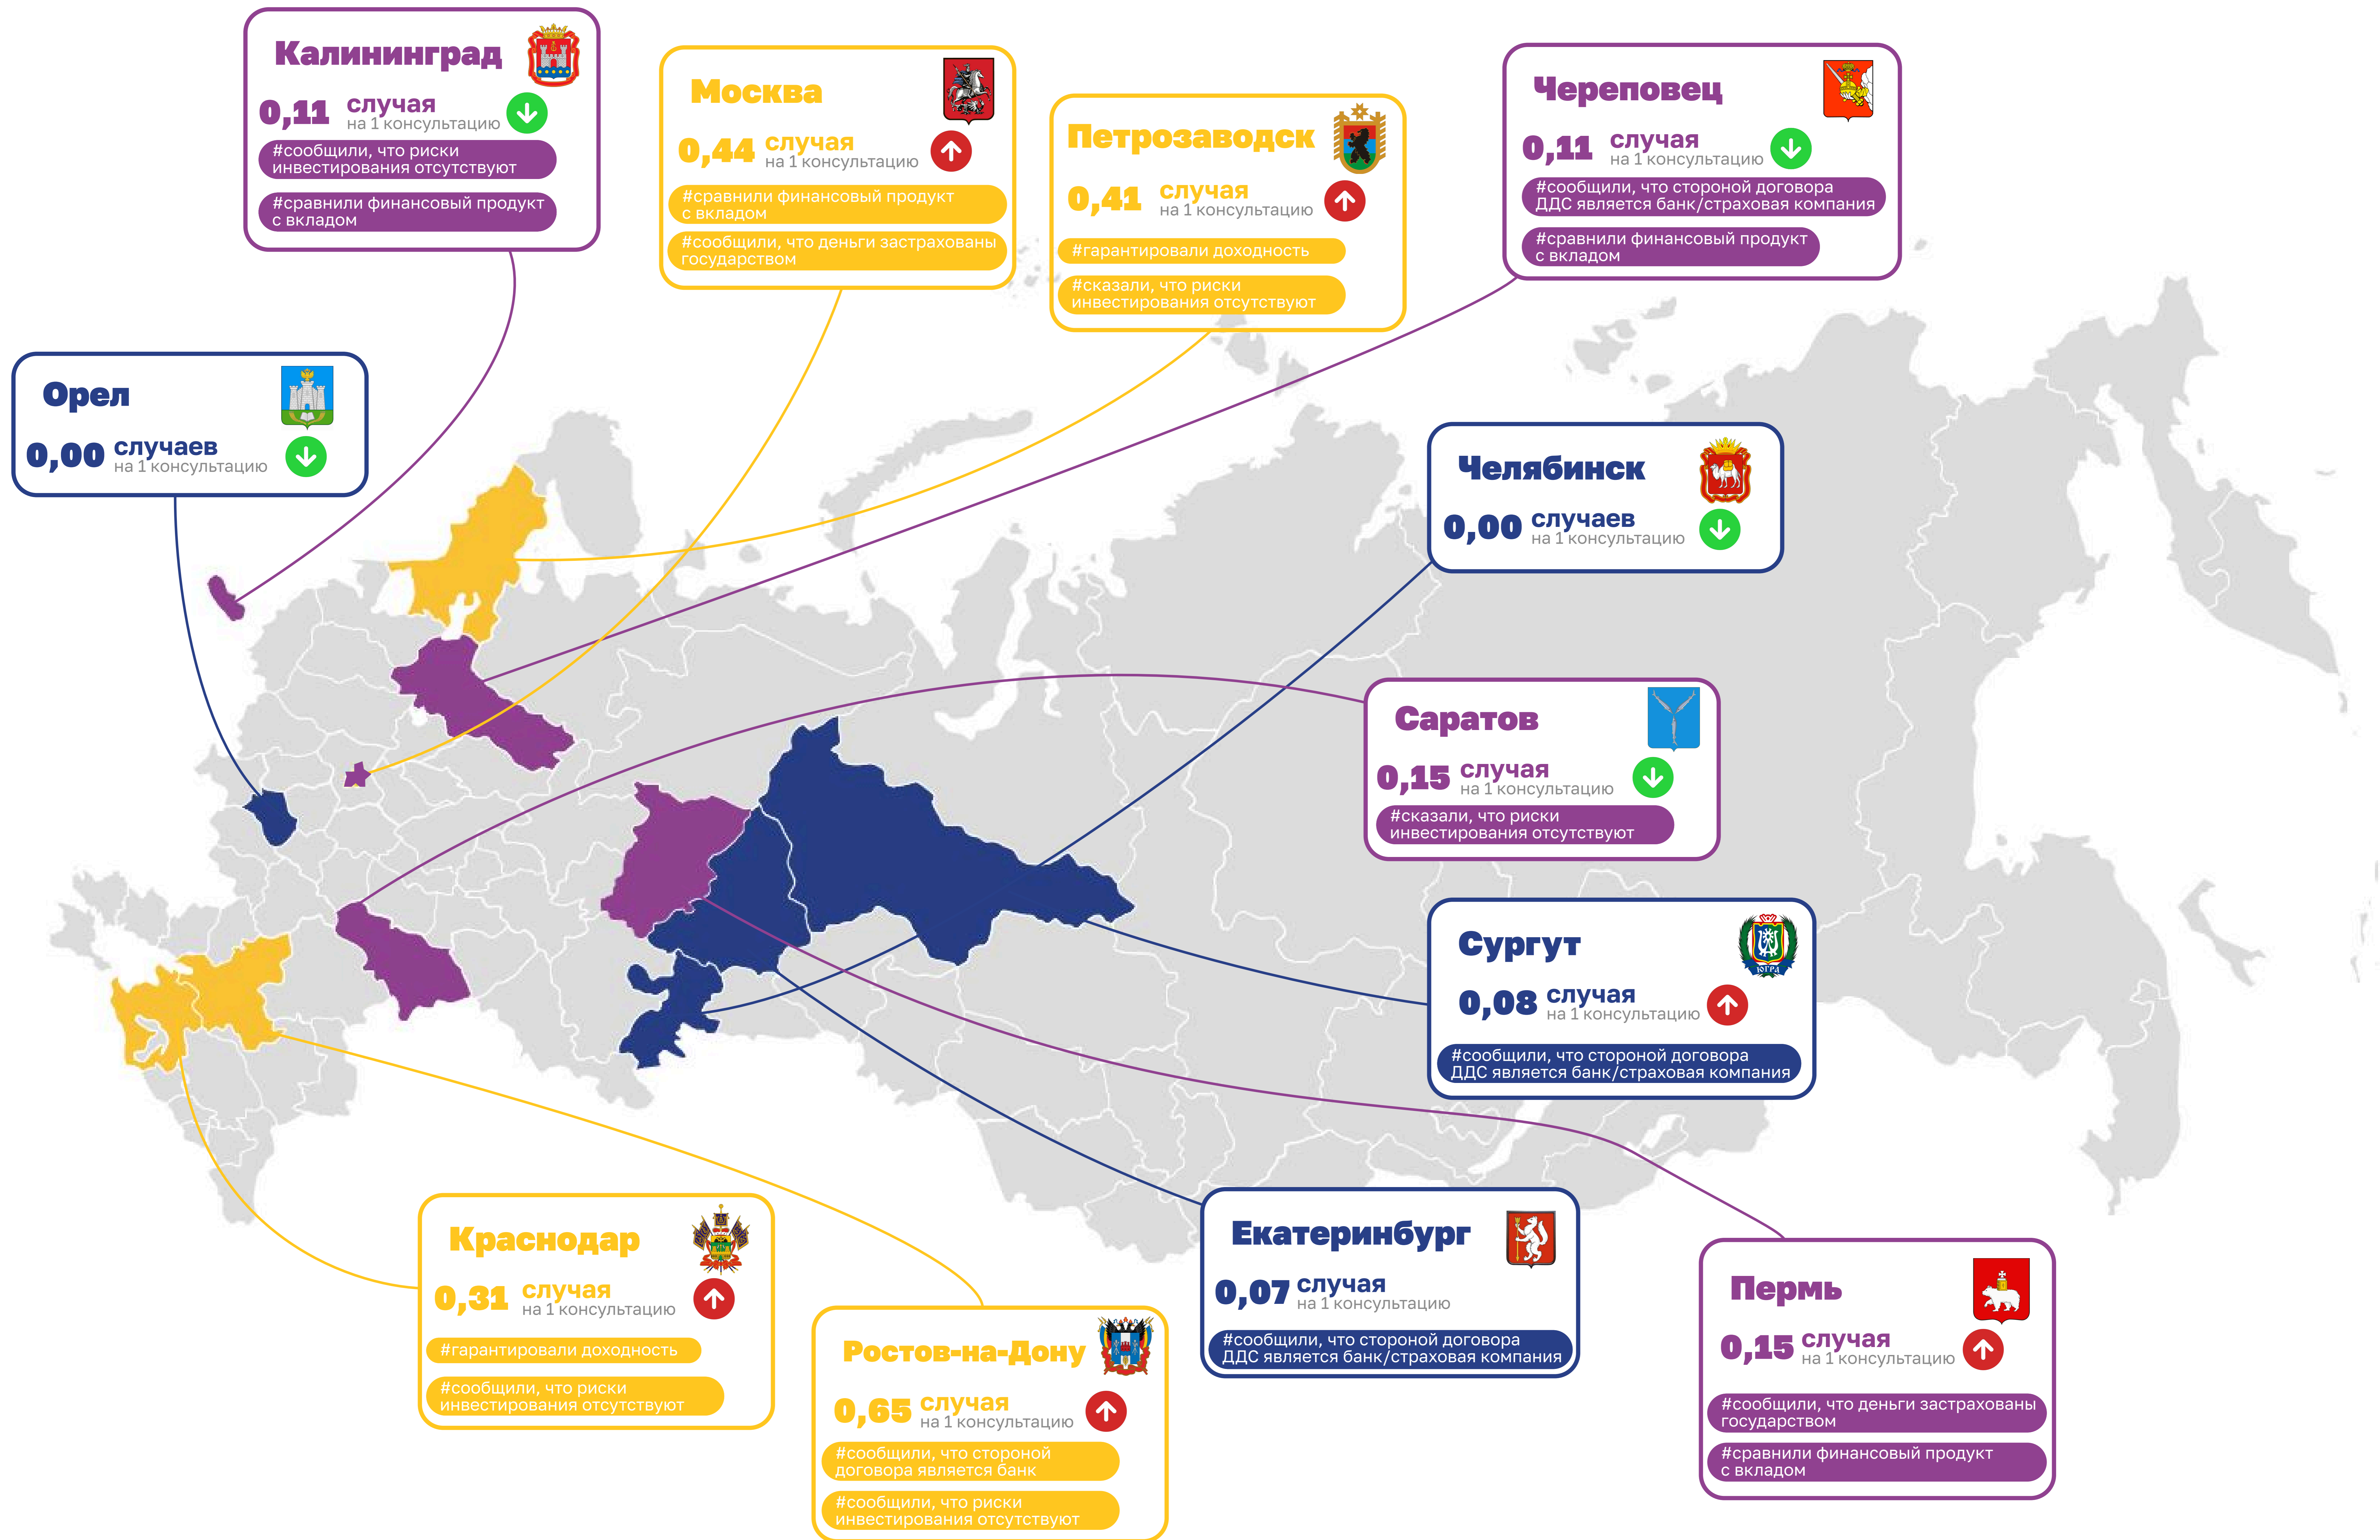 Калининград
0,11 случая
на 1 консультацию
#сообщили, что риски
инвестирования отсутствуют
#сравнили финансовый продукт
с вкладом
Москва
0,44 случая
на 1 консультацию
#сравнили финансовый продукт
с вкладом
#сообщили, что деньги застрахованы
государством
Петрозаводск
0,41 случая
на 1 консультацию
#гарантировали доходность
#сказали, что риски
инвестирования отсутствуют
Череповец
0,11 случая
на 1 консультацию
#сообщили, что стороной договора
ДДС является банк/страховая компания
#сравнили финансовый продукт
с вкладом
Орел
0,00 случаев
на 1 консультацию
Челябинск
0,00 случаев
на 1 консультацию
Саратов
0,15 случая
на 1 консультацию
#сказали, что риски
инвестирования отсутствуют
Сургут
ЮГРА
0,08 случая
на 1 консультацию
#сообщили, что стороной договора
ДДС является банк/страховая компания
Краснодар
0,31 случая
на 1 консультацию
#гарантировали доходность
#сообщили, что риски
инвестирования отсутствуют
Ростов-на-Дону
0,65 случая
на 1 консультацию
#сообщили, что стороной
договора является банк
#сообщили, что риски
инвестирования отсутствуют
Екатеринбург
0,07 случая
на 1 консультацию
#сообщили, что стороной договора
ДДС является банк/страховая компания
Пермь
0,15 случая
на 1 консультацию
#сообщили, что деньги застрахованы
государством
#сравнили финансовый продукт
с вкладом